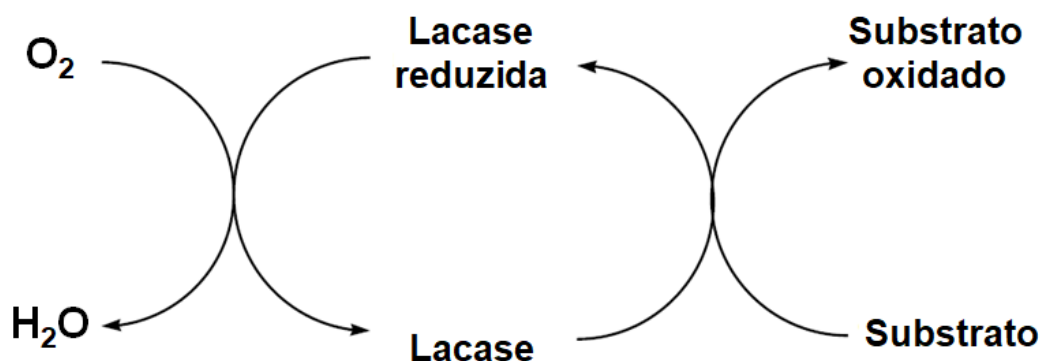 O₂
Lacase
reduzida
Substrato
oxidado
H₂O
Lacase
Substrato